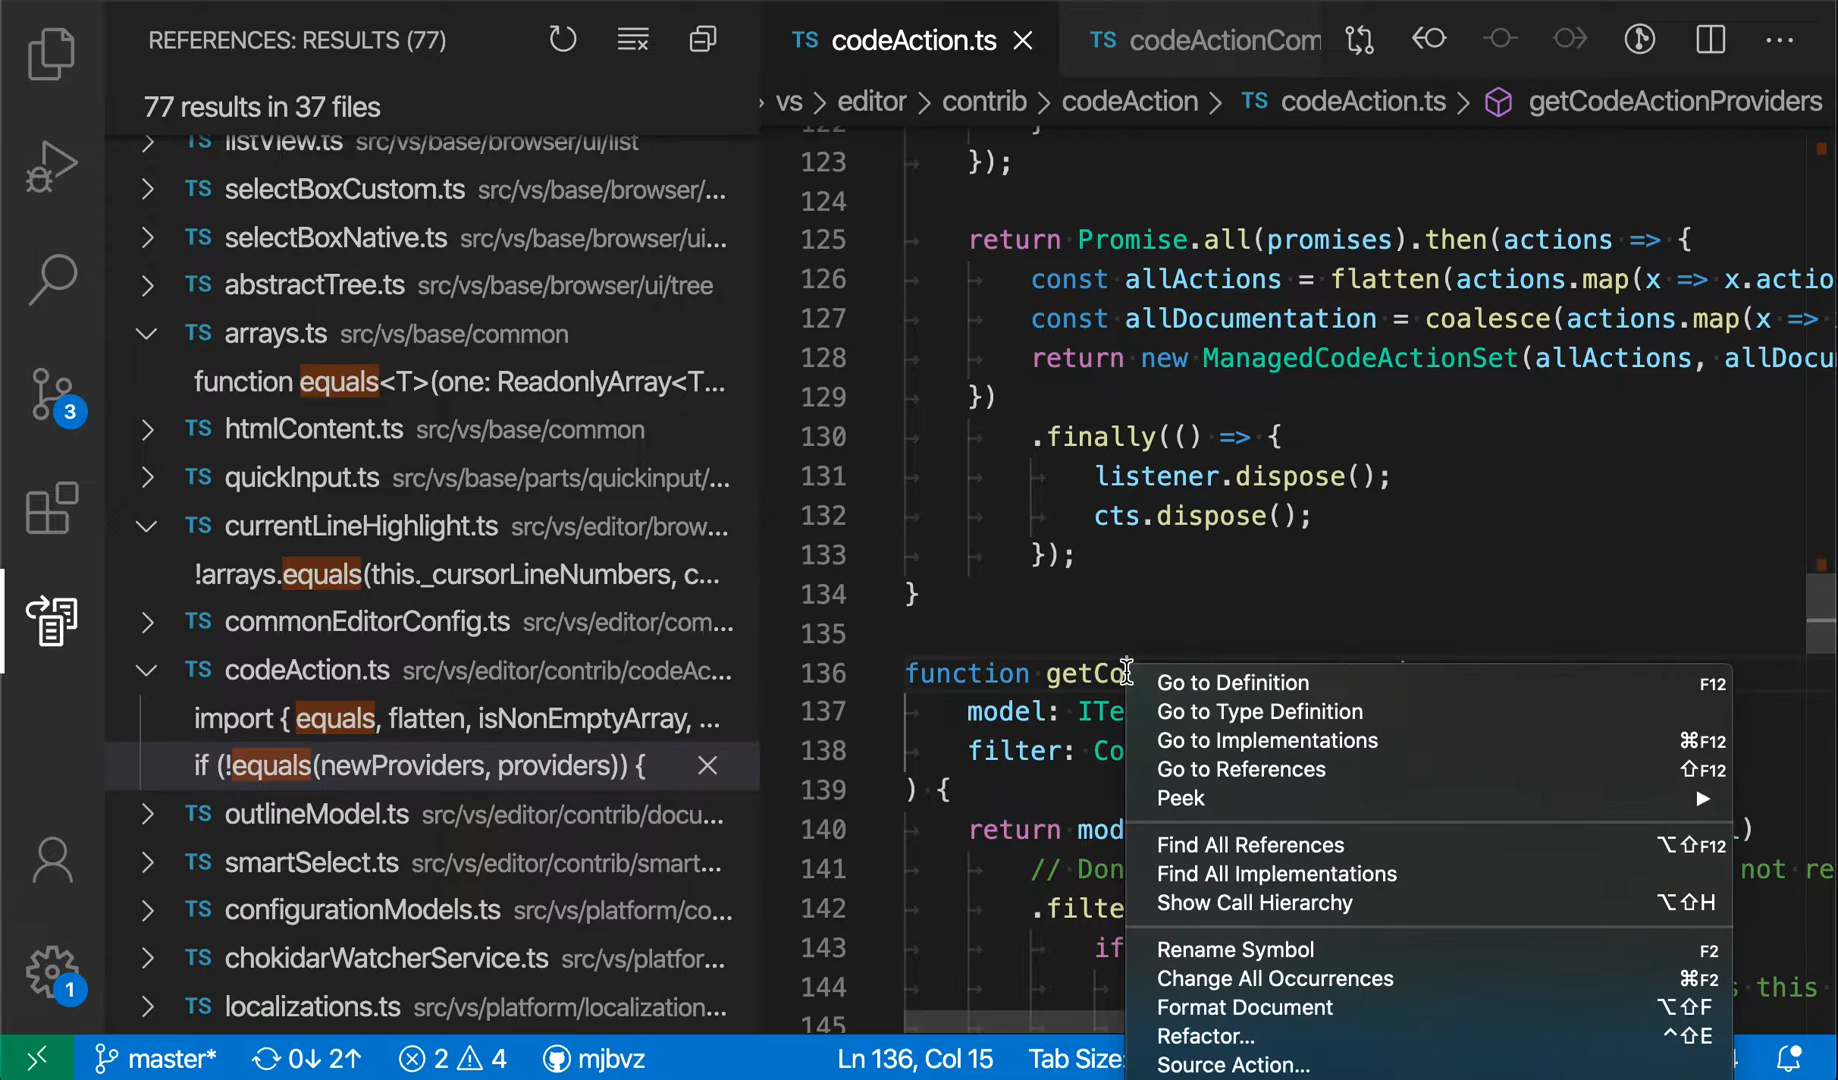 REFERENCES: RESULTS (77)
77 results in 37 files
TS listView.ts src/vs/base/browser/ui/list
TS selectBoxCustom.ts src/vs/base/browser/...
TS selectBoxNative.ts src/vs/base/browser/ui...
TS abstractTree.ts src/vs/base/browser/ui/tree
TS arrays.ts src/vs/base/common
function equals<T>(one: ReadonlyArray<T...
TS htmlContent.ts src/vs/base/common
TS quickInput.ts src/vs/base/parts/quickinput/...
TS currentLineHighlight.ts src/vs/editor/brow...
!arrays.equals(this._cursorLineNumbers, c...
TS commonEditorConfig.ts src/vs/editor/com...
TS codeAction.ts src/vs/editor/contrib/codeAc...
import { equals, flatten, isNonEmptyArray, ...
if (!equals(newProviders, providers)) {
TS outlineModel.ts src/vs/editor/contrib/docu...
TS smartSelect.ts src/vs/editor/contrib/smart...
TS configurationModels.ts src/vs/platform/co...
TS chokidarWatcherService.ts src/vs/platfor...
TS localizations.ts src/vs/platform/localization...
3
1
TS codeAction.ts
TS codeActionCom
vs > editor > contrib > codeAction > TS codeAction.ts > getCodeActionProviders
122 }
123 });
124
125 return Promise.all(promises).then(actions => {
126 const allActions = flatten(actions.map(x => x.actio
127 const allDocumentation = coalesce(actions.map(x =>
128 return new ManagedCodeActionSet(allActions, allDocu
129 })
130 .finally(() => {
131 listener.dispose();
132 cts.dispose();
133 });
134 }
135
136 function getCo
137 model: ITe
138 filter: Co
139 ) {
140 return mod )
141 // Don not re
142 .filte
143 if
144 this
145
Go to Definition F12
Go to Type Definition
Go to Implementations ⌘F12
Go to References ⇧F12
Peek ▶
Find All References ⌥⇧F12
Find All Implementations
Show Call Hierarchy ⌥⇧H
Rename Symbol F2
Change All Occurrences ⌘F2
Format Document ⌥⇧F
Refactor... ^⇧E
Source Action...
master* 0↓ 2↑ 2 4 mjbvz Ln 136, Col 15 Tab Size: